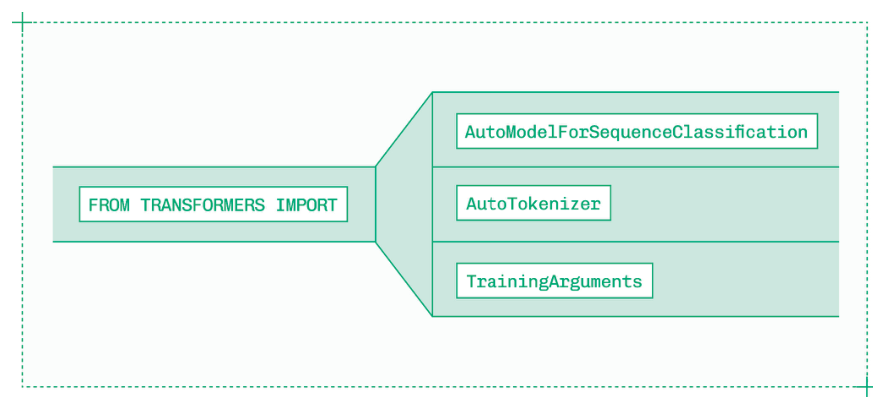 FROM TRANSFORMERS IMPORT
AutoModelForSequenceClassification
AutoTokenizer
TrainingArguments